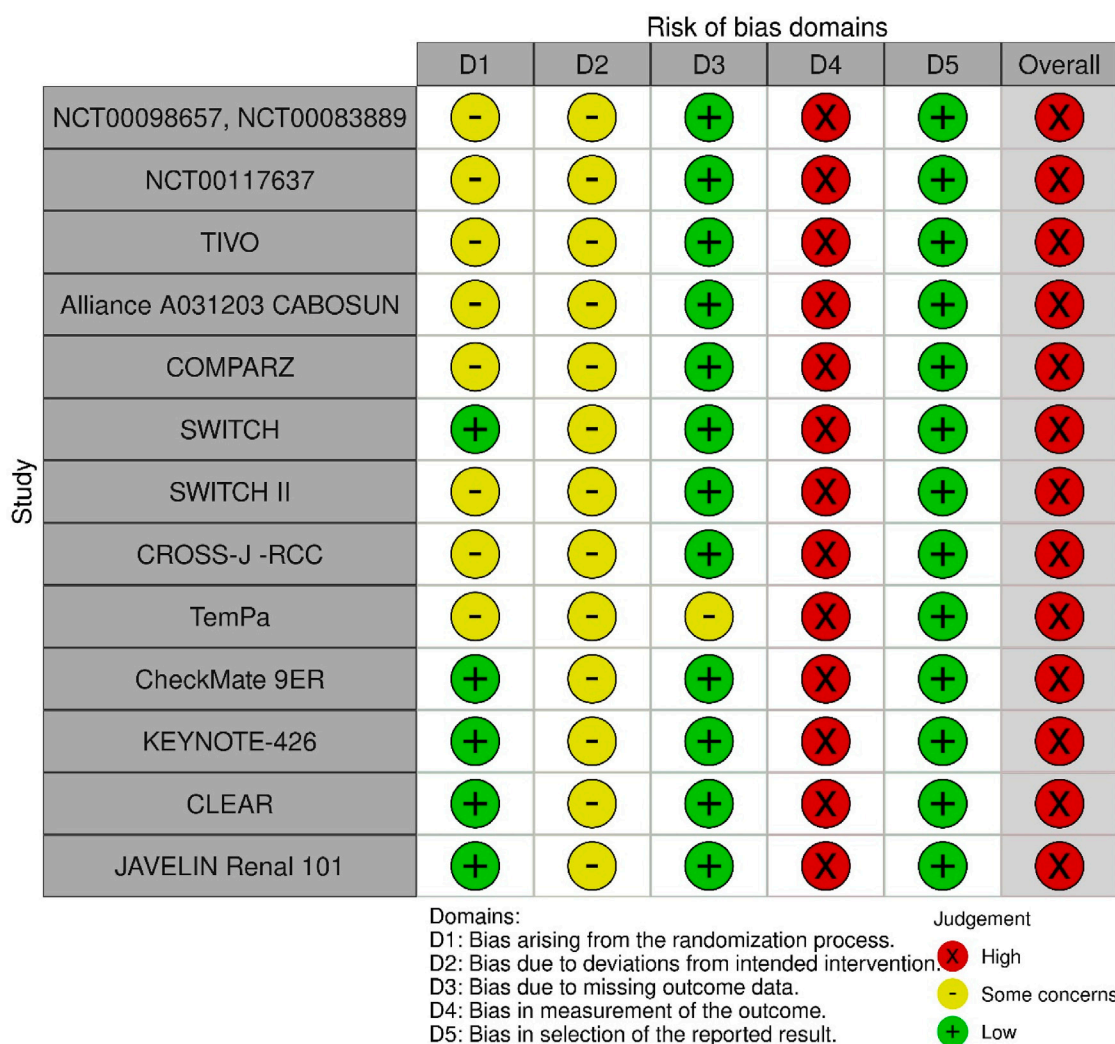 Risk of bias domains
D1 D2 D3 D4 D5 Overall
Study
NCT00098657, NCT00083889 - - + X + X
NCT00117637 - - + X + X
TIVO - - + X + X
Alliance A031203 CABOSUN - - + X + X
COMPARZ - - + X + X
SWITCH + - + X + X
SWITCH II - - + X + X
CROSS-J -RCC - - + X + X
TemPa - - - X + X
CheckMate 9ER + - + X + X
KEYNOTE-426 + - + X + X
CLEAR + - + X + X
JAVELIN Renal 101 + - + X + X
Domains:
D1: Bias arising from the randomization process.
D2: Bias due to deviations from intended intervention.
D3: Bias due to missing outcome data.
D4: Bias in measurement of the outcome.
D5: Bias in selection of the reported result.
Judgement
X High
- Some concerns
+ Low